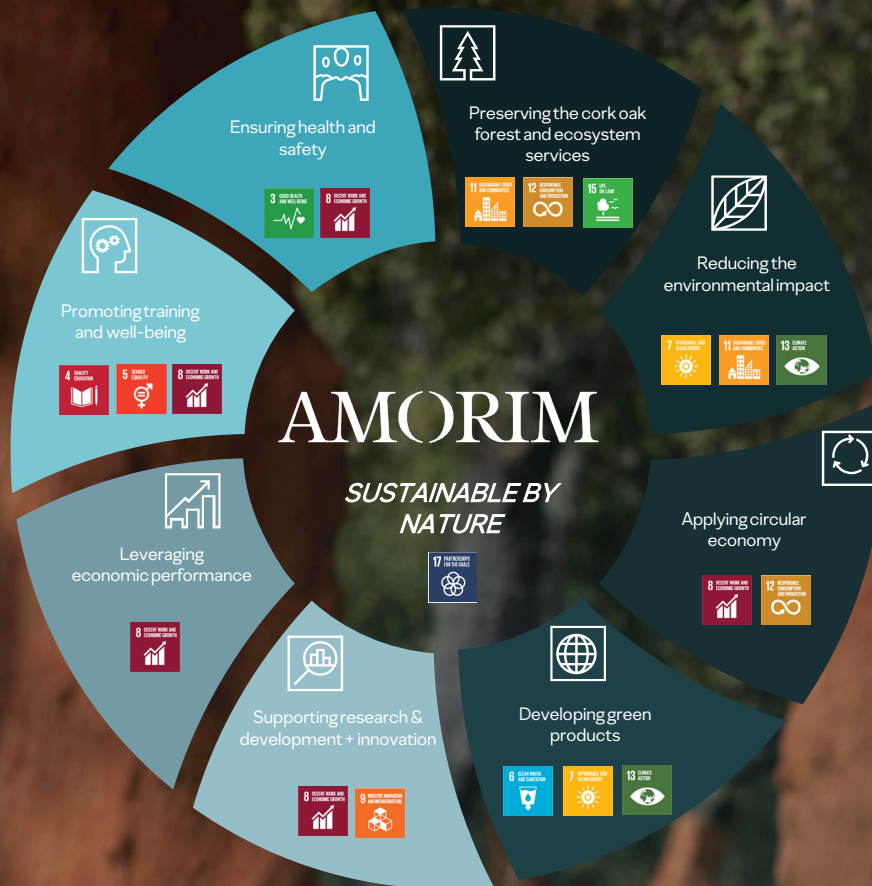 Ensuring health and
safety
3 GOOD HEALTH
AND WELL-BEING
8 DECENT WORK AND
ECONOMIC GROWTH
Preserving the cork oak
forest and ecosystem
services
11 SUSTAINABLE CITIES
AND COMMUNITIES
12 RESPONSIBLE
CONSUMPTION
AND PRODUCTION
15 LIFE
ON LAND
Reducing the
environmental impact
7 AFFORDABLE AND
CLEAN ENERGY
11 SUSTAINABLE CITIES
AND COMMUNITIES
13 CLIMATE
ACTION
Applying circular
economy
8 DECENT WORK AND
ECONOMIC GROWTH
12 RESPONSIBLE
CONSUMPTION
AND PRODUCTION
Developing green
products
6 CLEAN WATER
AND SANITATION
7 AFFORDABLE AND
CLEAN ENERGY
13 CLIMATE
ACTION
Supporting research &
development + innovation
8 DECENT WORK AND
ECONOMIC GROWTH
9 INDUSTRY, INNOVATION
AND INFRASTRUCTURE
Leveraging
economic performance
8 DECENT WORK AND
ECONOMIC GROWTH
Promoting training
and well-being
4 QUALITY
EDUCATION
5 GENDER
EQUALITY
8 DECENT WORK AND
ECONOMIC GROWTH
AMORIM
SUSTAINABLE BY
NATURE
17 PARTNERSHIPS
FOR THE GOALS